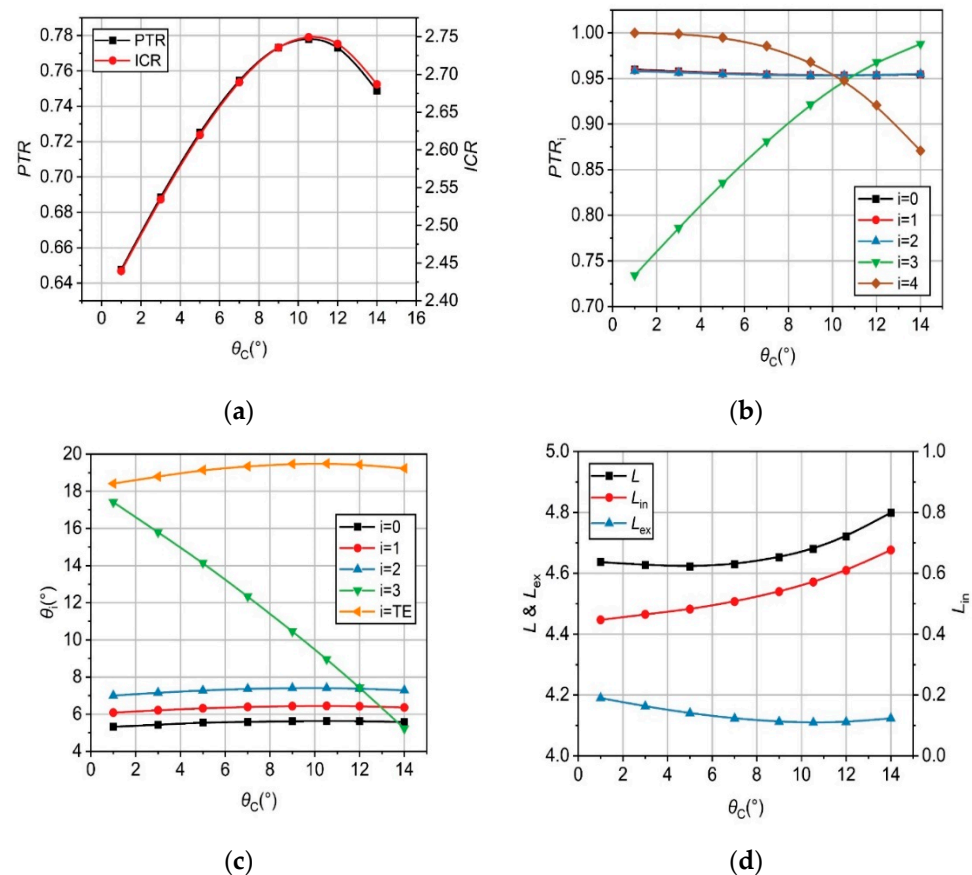 0.78
0.76
0.74
0.72
0.70
0.68
0.66
0.64
PTR
PTR
ICR
2.75
2.70
2.65
2.60
2.55
2.50
2.45
2.40
ICR
0 2 4 6 8 10 12 14 16
θC(°)
(a)
1.00
0.95
0.90
0.85
0.80
0.75
0.70
PTRi
i=0
i=1
i=2
i=3
i=4
0 2 4 6 8 10 12 14
θC(°)
(b)
20
18
16
14
12
10
8
6
4
θi(°)
i=0
i=1
i=2
i=3
i=TE
0 2 4 6 8 10 12 14
θC(°)
(c)
5.0
4.8
4.6
4.4
4.2
4.0
L & Lex
L
Lin
Lex
1.0
0.8
0.6
0.4
0.2
0.0
Lin
0 2 4 6 8 10 12 14
θC(°)
(d)